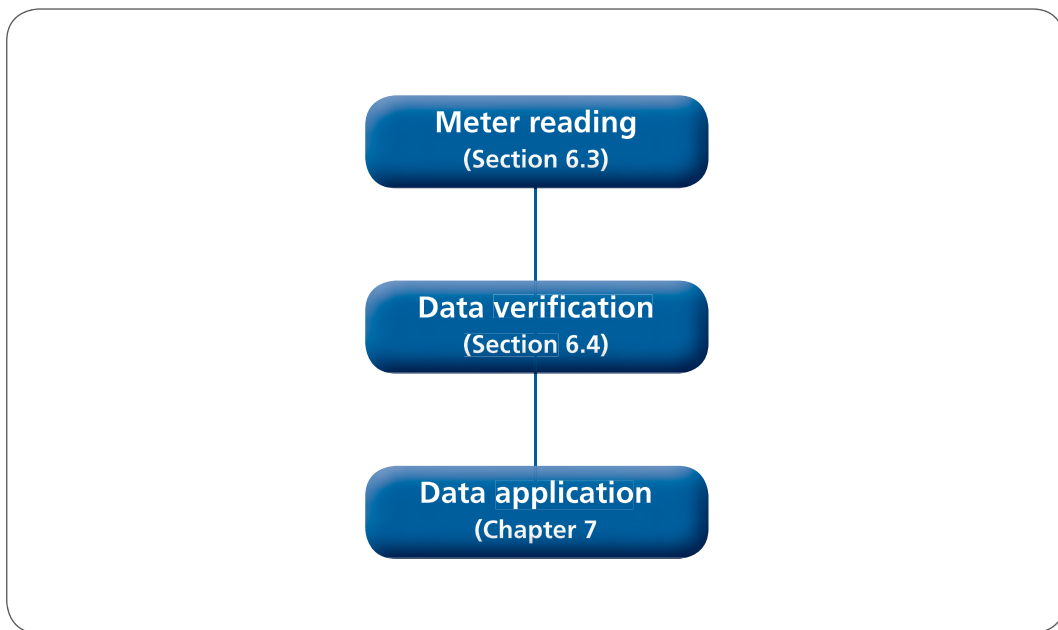 Meter reading
(Section 6.3)
Data verification
(Section 6.4)
Data application
(Chapter 7